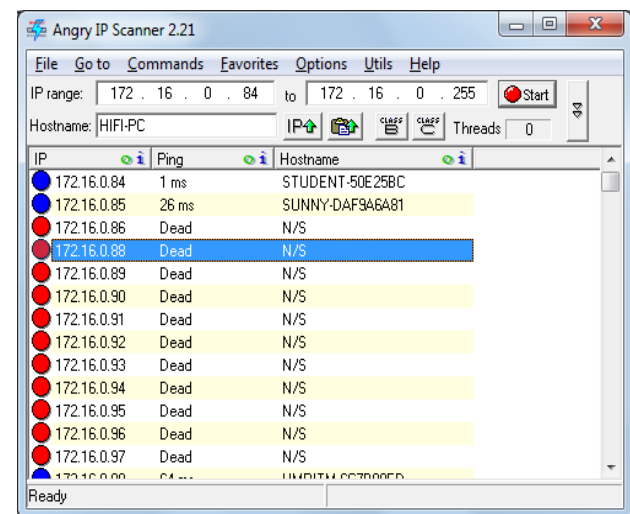 Angry IP Scanner 2.21
File Go to Commands Favorites Options Utils Help
IP range: 172 . 16 . 0 . 84 to 172 . 16 . 0 . 255 Start
Hostname: HIFI-PC IP CLASS B CLASS C Threads 0
IP Ping Hostname
172.16.0.84 1 ms STUDENT-50E25BC
172.16.0.85 26 ms SUNNY-DAF9A6A81
172.16.0.86 Dead N/S
172.16.0.88 Dead N/S
172.16.0.89 Dead N/S
172.16.0.90 Dead N/S
172.16.0.91 Dead N/S
172.16.0.92 Dead N/S
172.16.0.93 Dead N/S
172.16.0.94 Dead N/S
172.16.0.95 Dead N/S
172.16.0.96 Dead N/S
172.16.0.97 Dead N/S
Ready